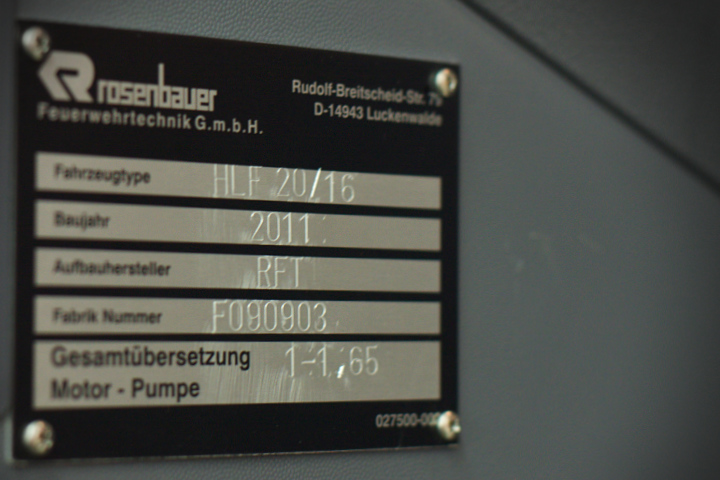 rosenbauer
Feuerwehrtechnik G.m.b.H.
Rudolf-Breitscheid-Str. 79
D-14943 Luckenwalde
Fahrzeugtype HLF 20/16
Baujahr 2011
Aufbauhersteller RFT
Fabrik Nummer F090903
Gesamtübersetzung 1-1,65
Motor - Pumpe